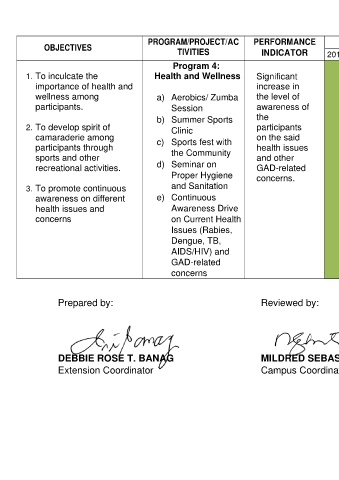 OBJECTIVES
PROGRAM/PROJECT/AC
TIVITIES
PERFORMANCE
INDICATOR
201
1. To inculcate the
importance of health and
wellness among
participants.
2. To develop spirit of
camaraderie among
participants through
sports and other
recreational activities.
3. To promote continuous
awareness on different
health issues and
concerns
Program 4:
Health and Wellness
a) Aerobics/ Zumba
Session
b) Summer Sports
Clinic
c) Sports fest with
the Community
d) Seminar on
Proper Hygiene
and Sanitation
e) Continuous
Awareness Drive
on Current Health
Issues (Rabies,
Dengue, TB,
AIDS/HIV) and
GAD-related
concerns
Significant
increase in
the level of
awareness of
the
participants
on the said
health issues
and other
GAD-related
concerns.
Prepared by:
DEBBIE ROSE T. BANAG
Extension Coordinator
Reviewed by:
MILDRED SEBAS
Campus Coordina